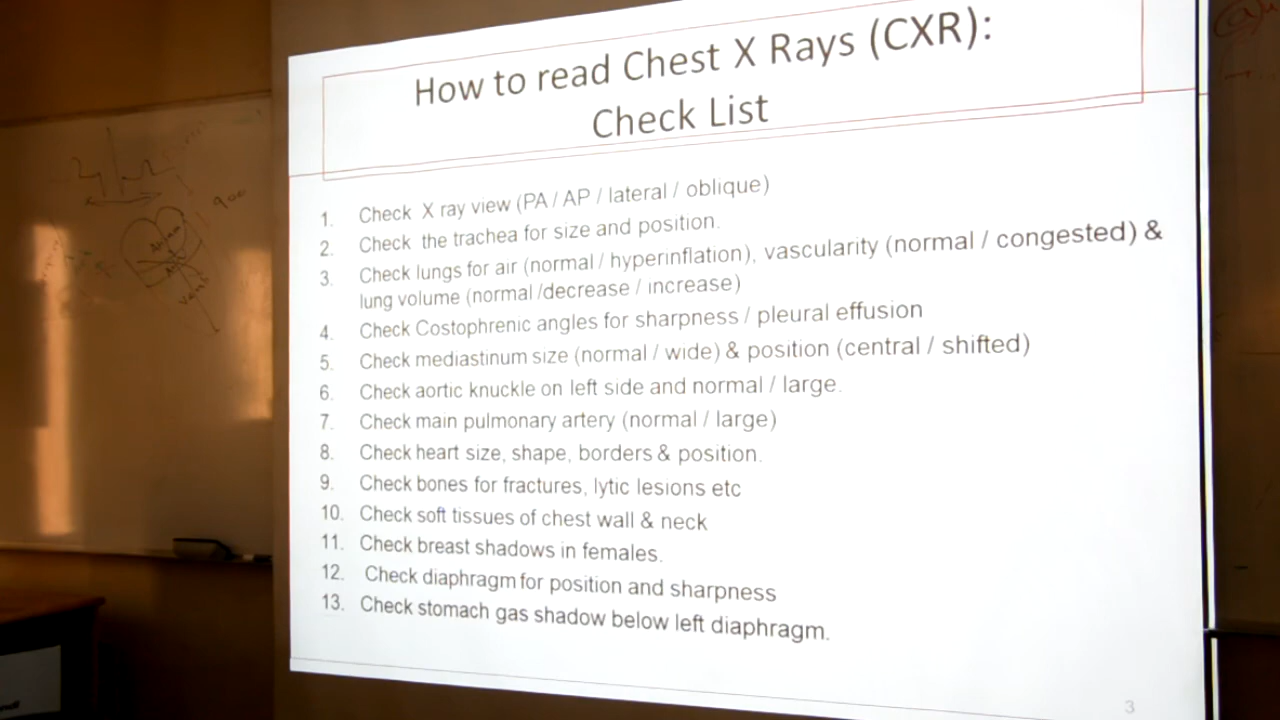 How to read Chest X Rays (CXR):
Check List
1. Check X ray view (PA / AP / lateral / oblique)
2. Check the trachea for size and position.
3. Check lungs for air (normal / hyperinflation), vascularity (normal / congested) &
lung volume (normal /decrease / increase)
4. Check Costophrenic angles for sharpness / pleural effusion
5. Check mediastinum size (normal / wide) & position (central / shifted)
6. Check aortic knuckle on left side and normal / large.
7. Check main pulmonary artery (normal / large)
8. Check heart size, shape, borders & position.
9. Check bones for fractures, lytic lesions etc
10. Check soft tissues of chest wall & neck
11. Check breast shadows in females.
12. Check diaphragm for position and sharpness
13. Check stomach gas shadow below left diaphragm.
3